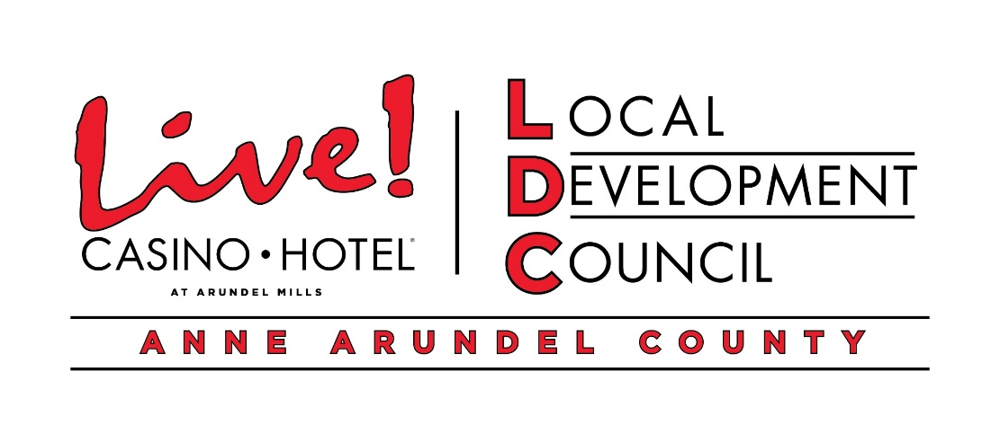 Live!
CASINO • HOTEL®
AT ARUNDEL MILLS
LOCAL
DEVELOPMENT
COUNCIL
ANNE ARUNDEL COUNTY